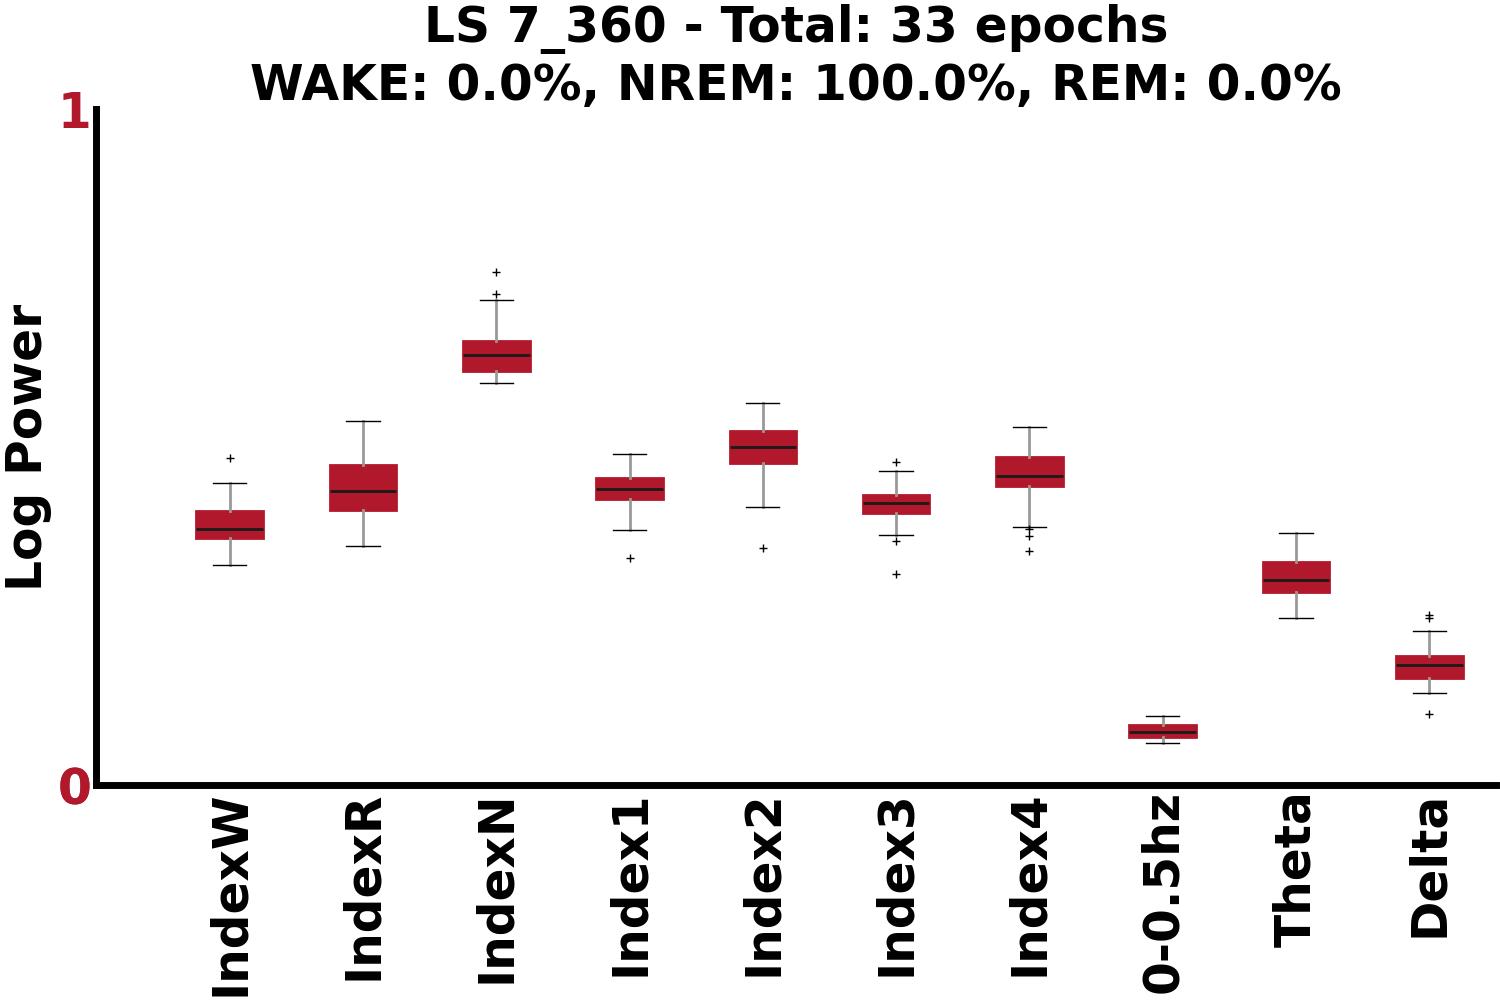 LS 7_360 - Total: 33 epochs
WAKE: 0.0%, NREM: 100.0%, REM: 0.0%
1
Log Power
0
IndexW
IndexR
IndexN
Index1
Index2
Index3
Index4
0-0.5hz
Theta
Delta